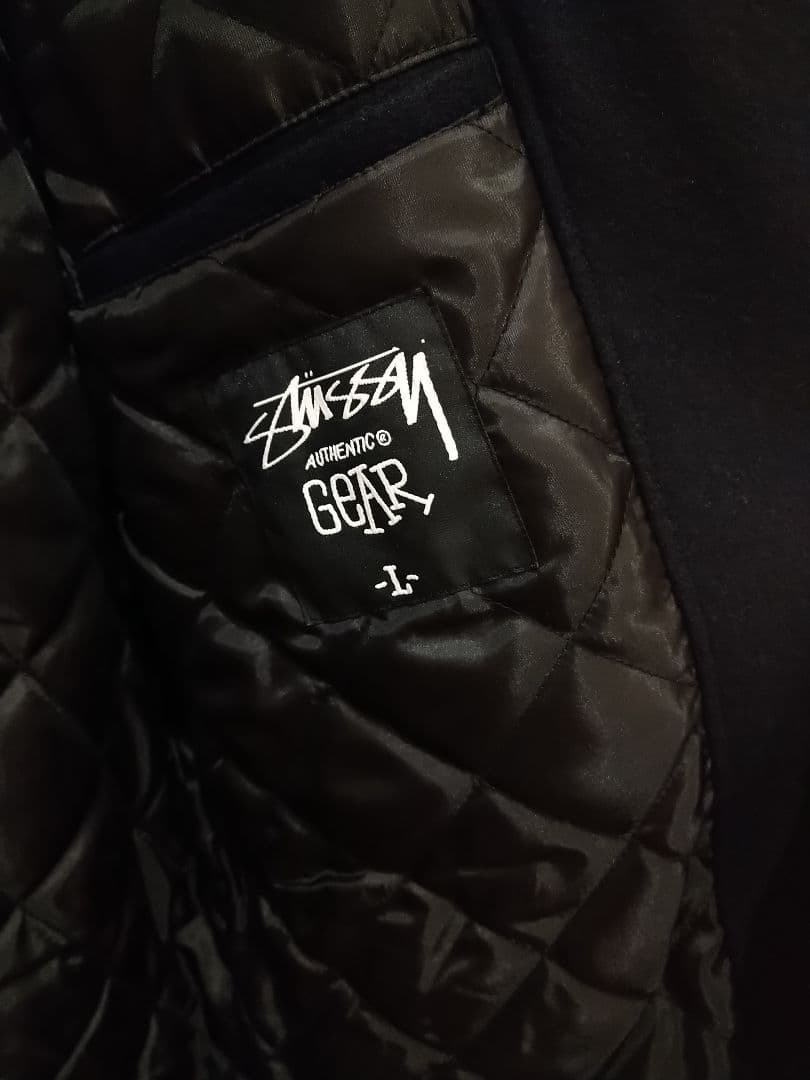 Stüssy
AUTHENTIC®
GEAR
-L-